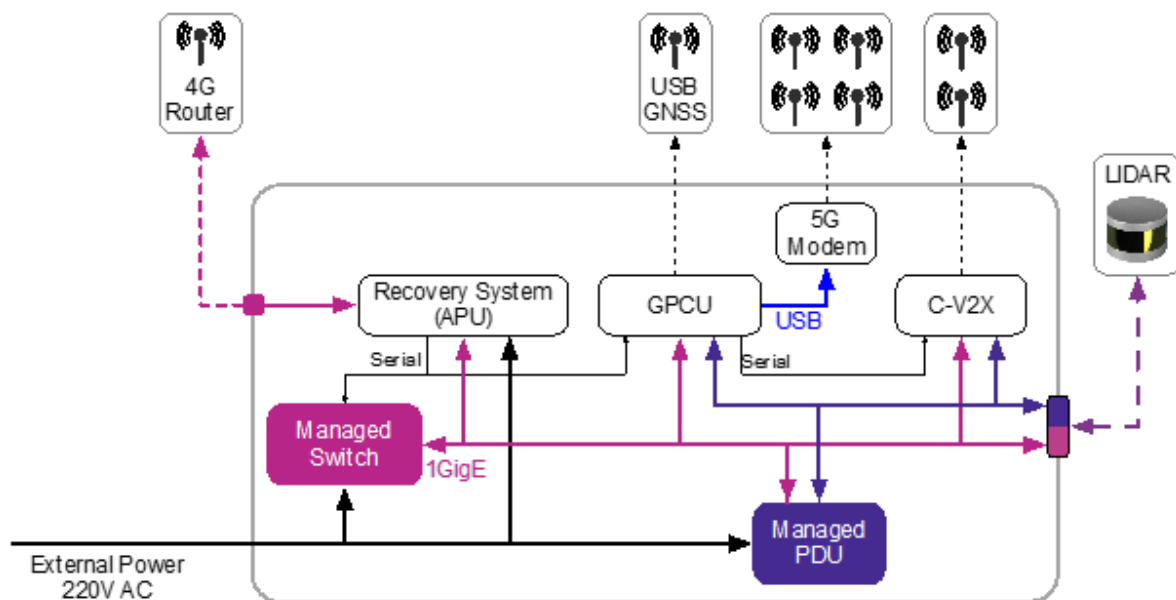 4G
Router
USB
GNSS
LIDAR
5G
Modem
Recovery System
(APU)
GPCU
USB
C-V2X
Serial
Serial
Managed
Switch
1GigE
Managed
PDU
External Power
220V AC